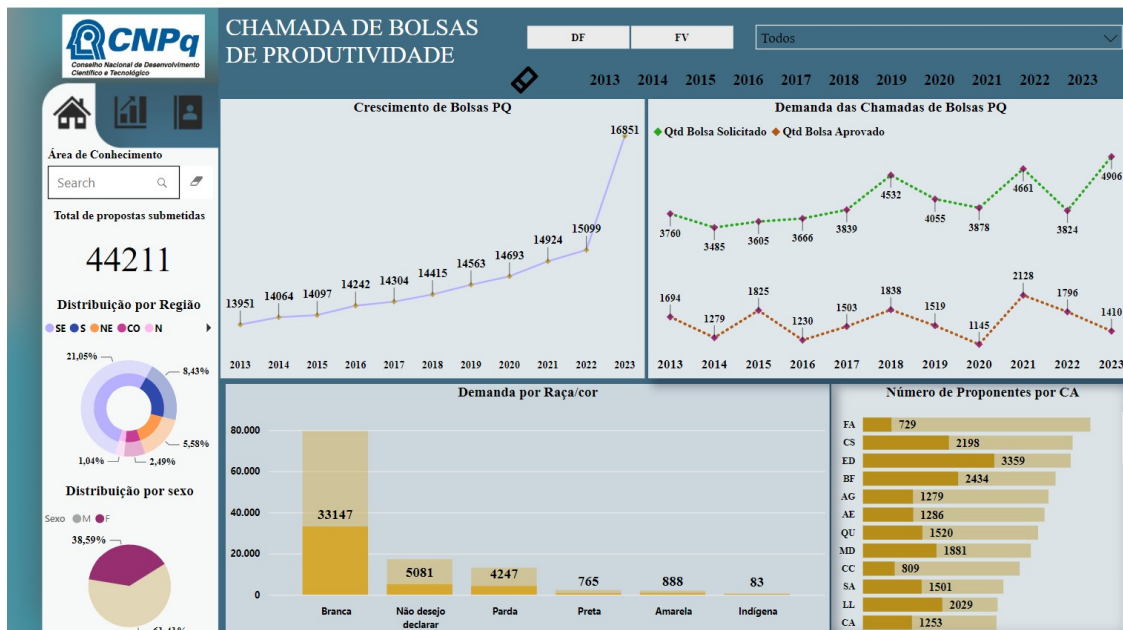 CNPq
Conselho Nacional de Desenvolvimento
Científico e Tecnológico
CHAMADA DE BOLSAS
DE PRODUTIVIDADE
DF
FV
Todos
2013 2014 2015 2016 2017 2018 2019 2020 2021 2022 2023
Área de Conhecimento
Search
Total de propostas submetidas
44211
Distribuição por Região
SE S NE CO N
21,05%
8,43%
5,58%
2,49%
1,04%
Distribuição por sexo
Sexo M F
38,59%
Crescimento de Bolsas PQ
13951
14064
14097
14242
14304
14415
14563
14693
14924
15099
16851
2013 2014 2015 2016 2017 2018 2019 2020 2021 2022 2023
Demanda das Chamadas de Bolsas PQ
Qtd Bolsa Solicitado Qtd Bolsa Aprovado
3760
3485
3605
3666
3839
4532
4055
3878
4661
3824
4906
1694
1279
1825
1230
1503
1838
1519
1145
2128
1796
1410
2013 2014 2015 2016 2017 2018 2019 2020 2021 2022 2023
Demanda por Raça/cor
80.000
60.000
40.000
20.000
0
33147
5081
4247
765
888
83
Branca
Não desejo
declarar
Parda
Preta
Amarela
Indígena
Número de Proponentes por CA
FA 729
CS 2198
ED 3359
BF 2434
AG 1279
AE 1286
QU 1520
MD 1881
CC 809
SA 1501
LL 2029
CA 1253